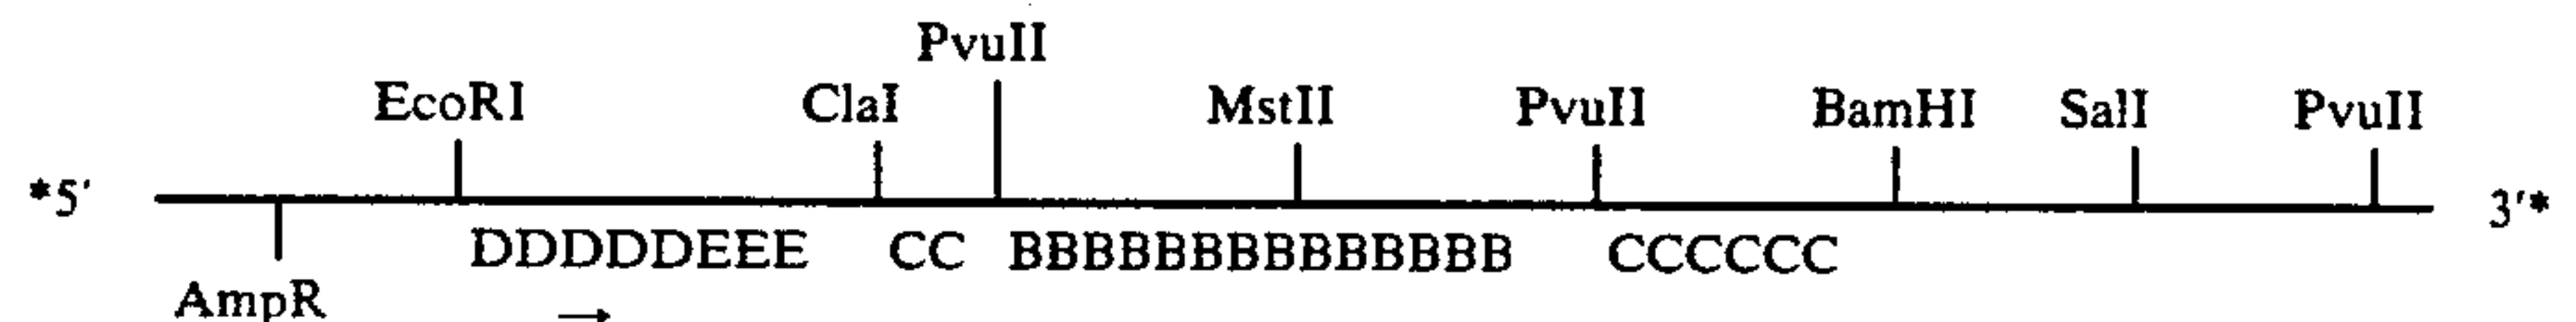 PvuII
EcoRI ClaI MstII PvuII BamHI SalI PvuII
*5' 3'*
DDDDDEEE CC BBBBBBBBBBBBBB CCCCCC
AmpR →